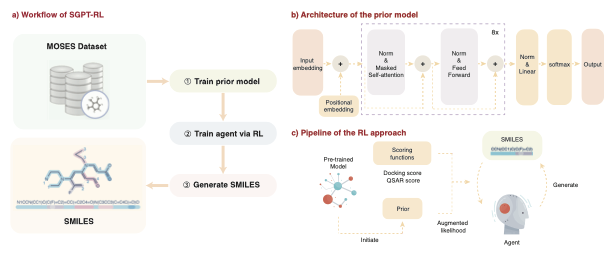 a) Workflow of SGPT-RL
MOSES Dataset
① Train prior model
② Train agent via RL
③ Generate SMILES
SMILES
b) Architecture of the prior model
8x
Input
embedding
+
Positional
embedding
Norm
&
Masked
Self-attention
+
Norm
&
Feed
Forward
+
Norm
&
Linear
softmax
Output
c) Pipeline of the RL approach
Pre-trained
Model
Scoring
functions
Docking score
QSAR score
Prior
Initiate
Augmented
likelihood
SMILES
Generate
Agent